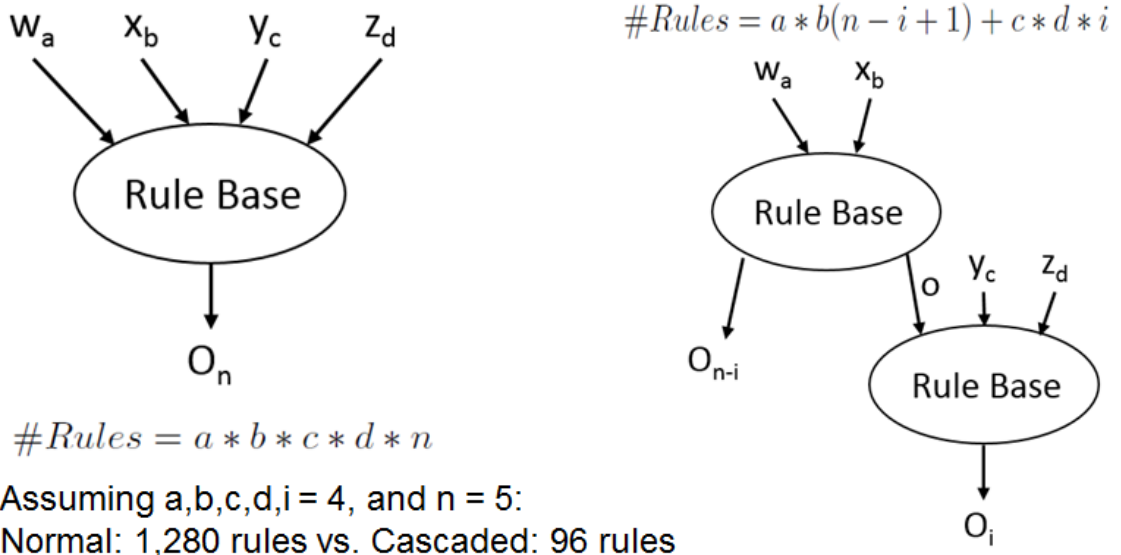 W_a X_b Y_c Z_d
Rule Base
O_n
#Rules = a * b * c * d * n
Assuming a,b,c,d,i = 4, and n = 5:
Normal: 1,280 rules vs. Cascaded: 96 rules
#Rules = a * b(n − i + 1) + c * d * i
W_a X_b
Rule Base
O y_c Z_d
O_{n-i}
Rule Base
O_i